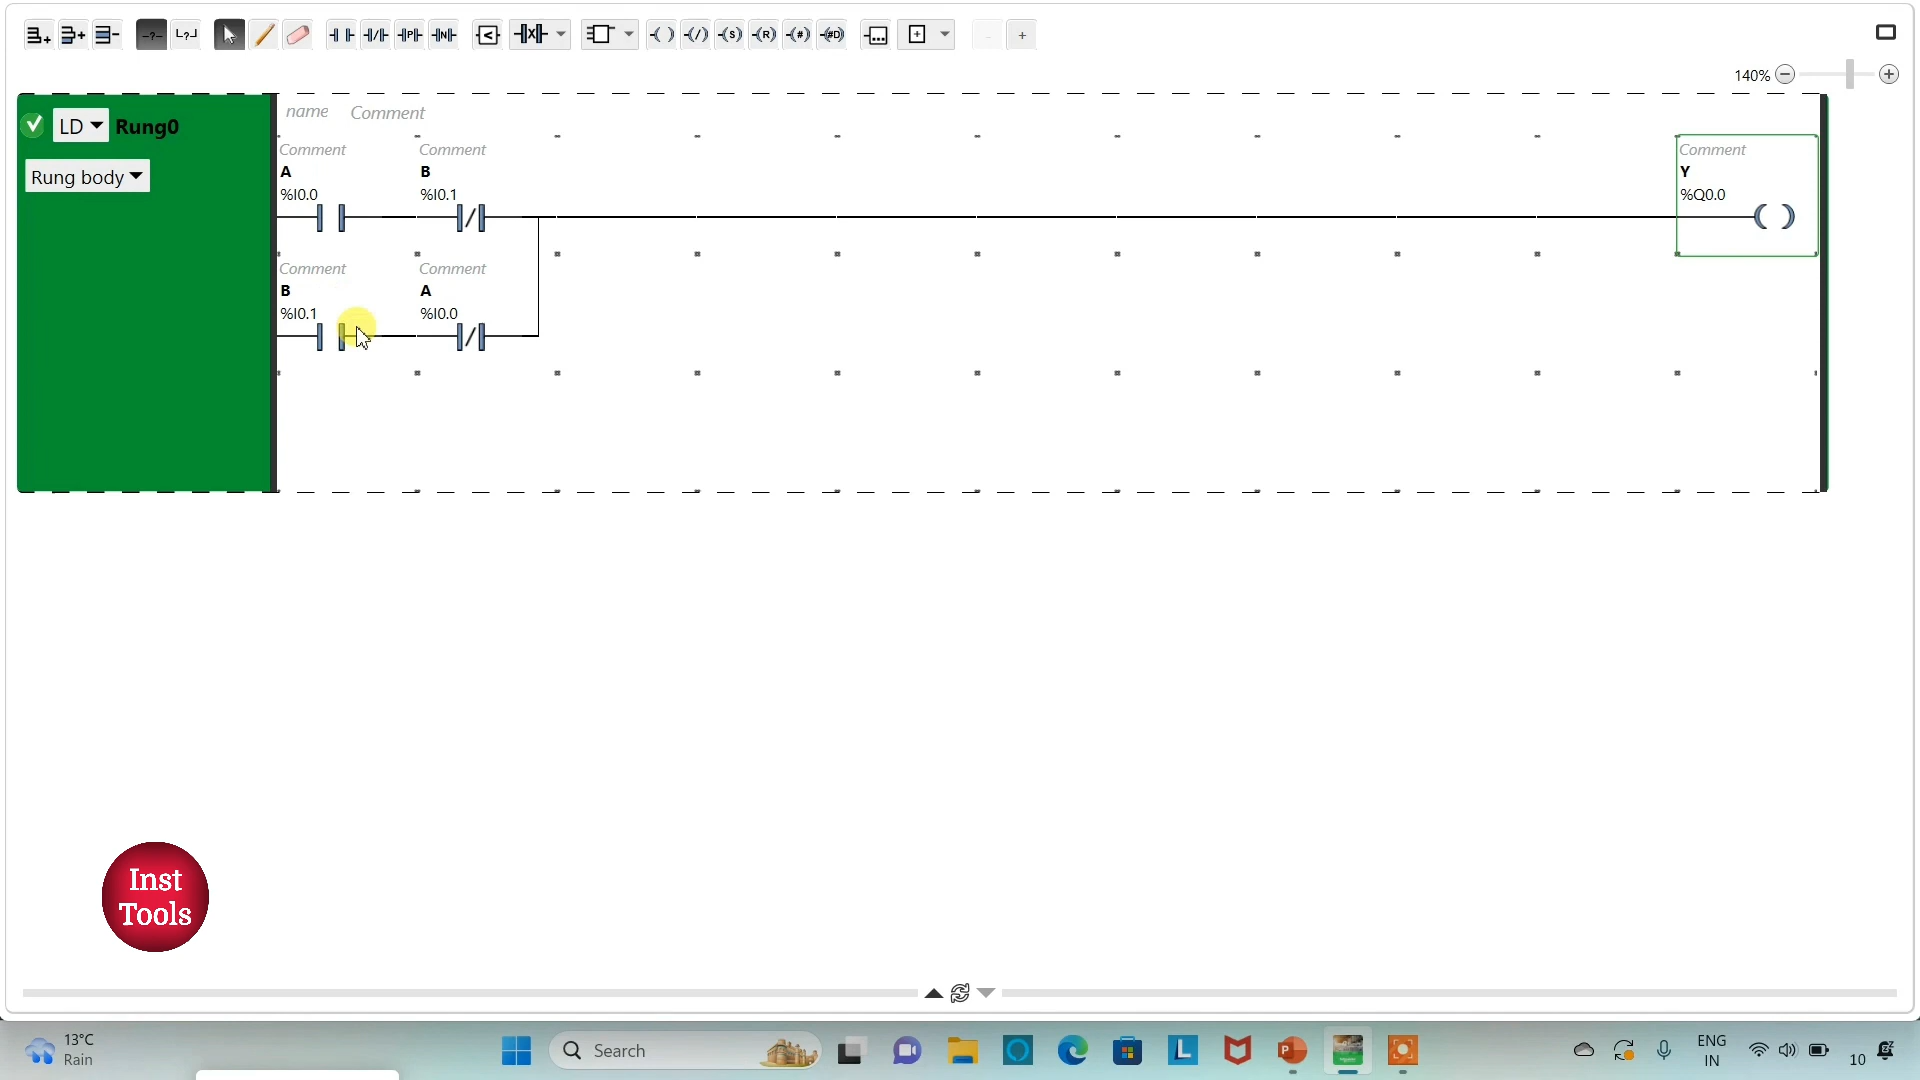 140%
LD Rung0
Rung body
name Comment
Comment Comment Comment
A B Y
%I0.0 %I0.1 %Q0.0
Comment Comment
B A
%I0.1 %I0.0
Inst
Tools
13°C
Rain
Search
ENG
IN
10